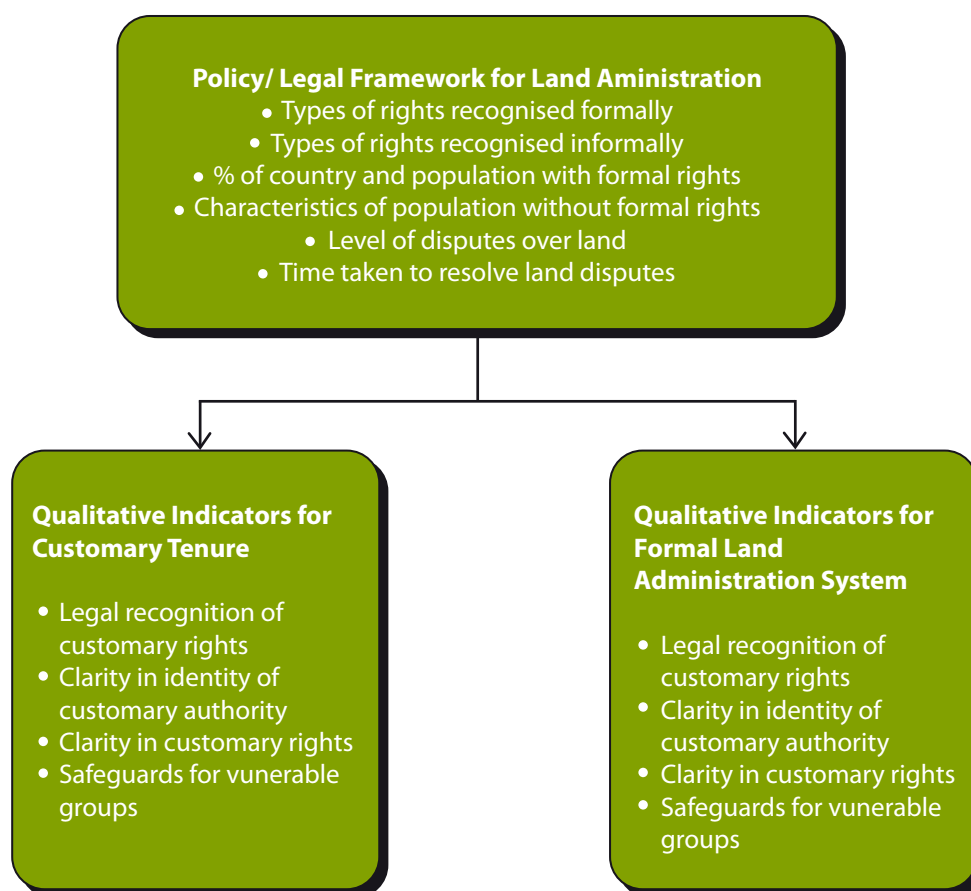 Policy/ Legal Framework for Land Aministration
• Types of rights recognised formally
• Types of rights recognised informally
• % of country and population with formal rights
• Characteristics of population without formal rights
• Level of disputes over land
• Time taken to resolve land disputes
Qualitative Indicators for
Customary Tenure
• Legal recognition of
customary rights
• Clarity in identity of
customary authority
• Clarity in customary rights
• Safeguards for vunerable
groups
Qualitative Indicators for
Formal Land
Administration System
• Legal recognition of
customary rights
• Clarity in identity of
customary authority
• Clarity in customary rights
• Safeguards for vunerable
groups